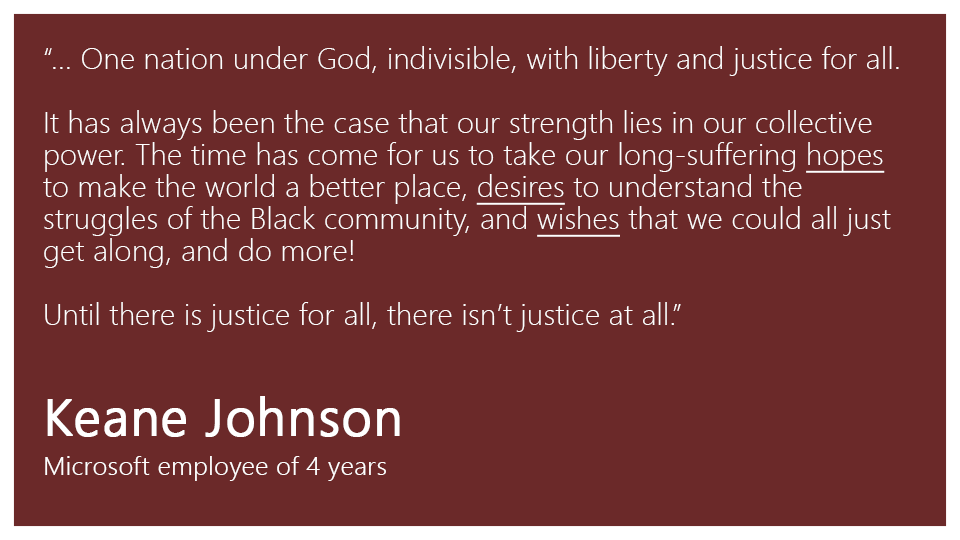 “... One nation under God, indivisible, with liberty and justice for all.
It has always been the case that our strength lies in our collective
power. The time has come for us to take our long-suffering hopes
to make the world a better place, desires to understand the
struggles of the Black community, and wishes that we could all just
get along, and do more!
Until there is justice for all, there isn’t justice at all.”
Keane Johnson
Microsoft employee of 4 years